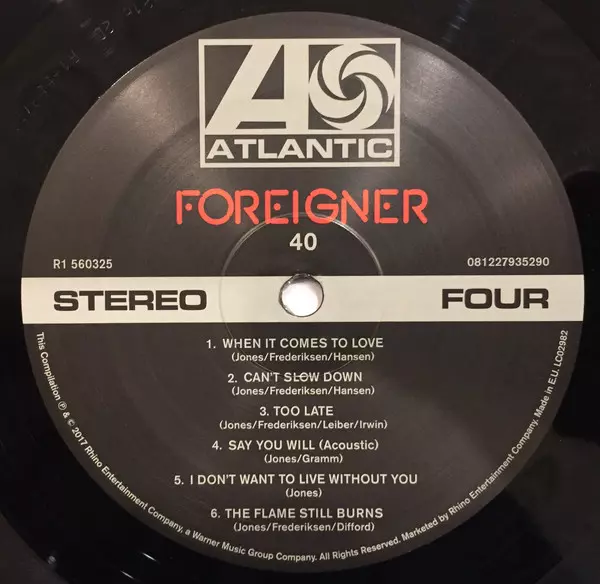 ATLANTIC
FOREIGNER
40
R1 560325
081227935290
STEREO
FOUR
1. WHEN IT COMES TO LOVE
(Jones/Frederiksen/Hansen)
2. CAN'T SLOW DOWN
(Jones/Frederiksen/Hansen)
3. TOO LATE
(Jones/Frederiksen/Leiber/Irwin)
4. SAY YOU WILL (Acoustic)
(Jones/Gramm)
5. I DON'T WANT TO LIVE WITHOUT YOU
(Jones)
6. THE FLAME STILL BURNS
(Jones/Frederiksen/Difford)
This Compilation ℗ & © 2017 Rhino Entertainment Company, a Warner Music Group Company. All Rights Reserved. Marketed by Rhino Entertainment Company. Made in E.U. LC02982